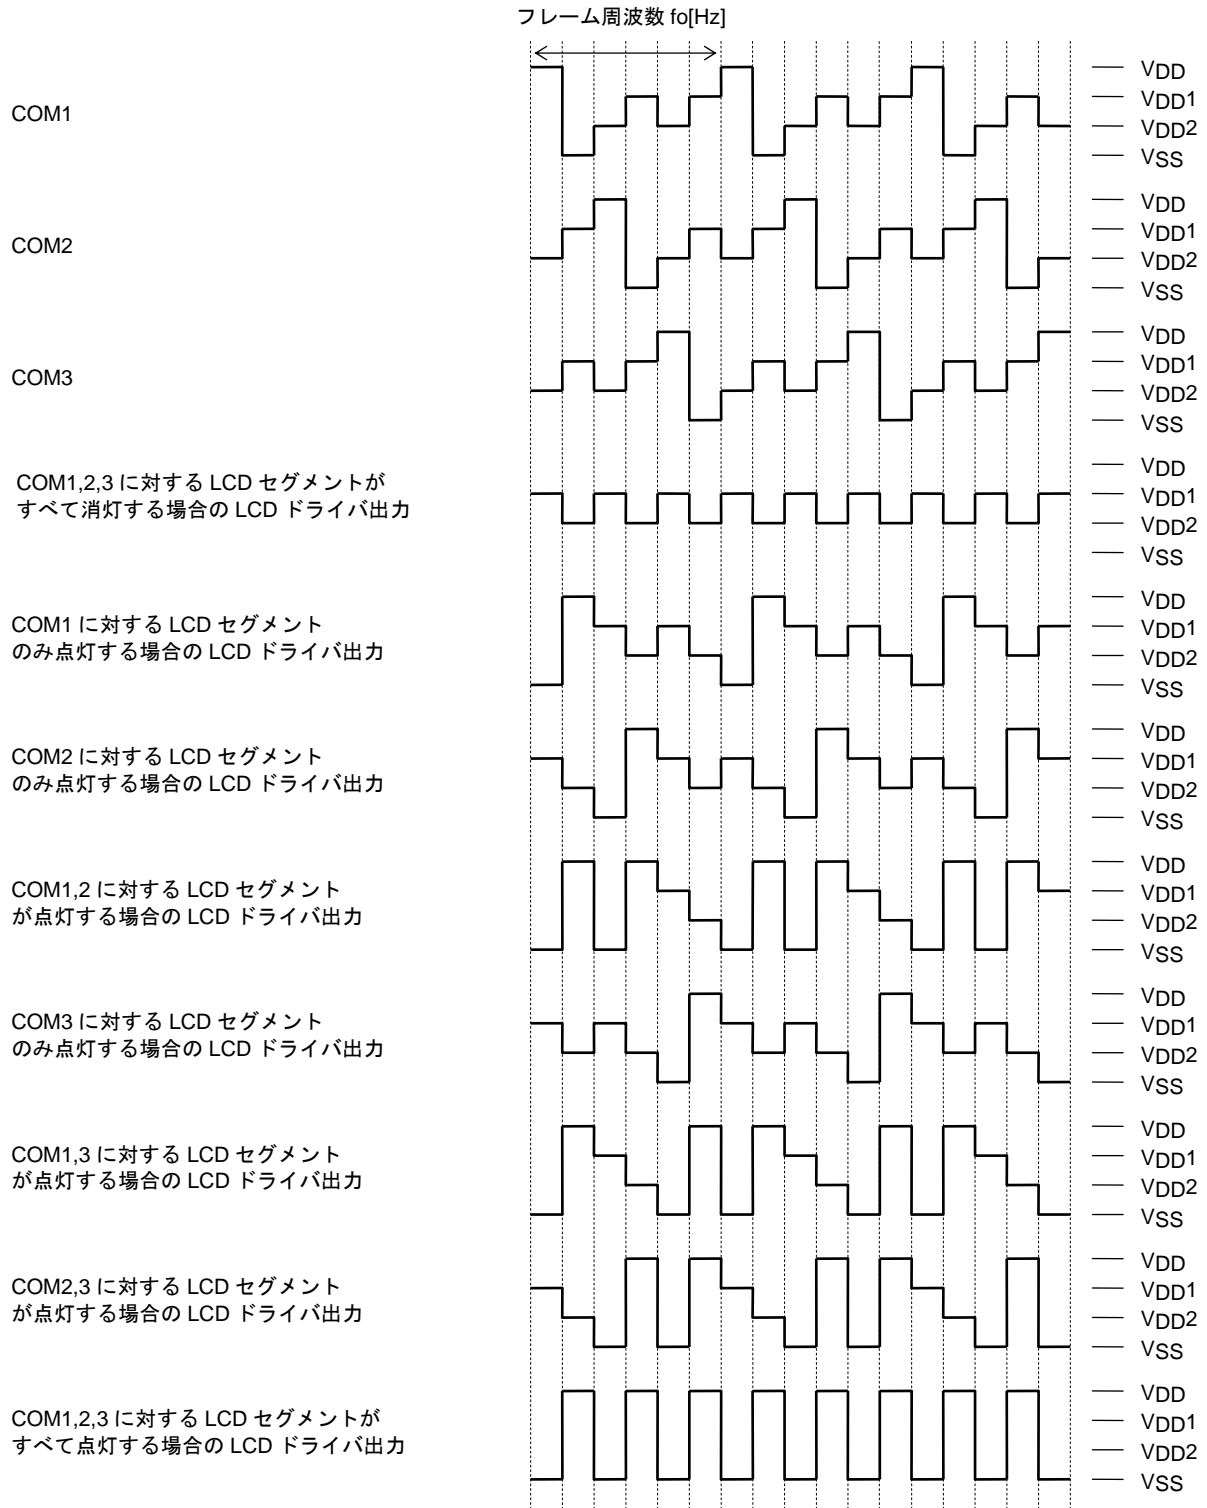 フレーム周波数 fo[Hz]
COM1
VDD
VDD1
VDD2
VSS
COM2
VDD
VDD1
VDD2
VSS
COM3
VDD
VDD1
VDD2
VSS
COM1,2,3 に対する LCD セグメントが
すべて消灯する場合の LCD ドライバ出力
VDD
VDD1
VDD2
VSS
COM1 に対する LCD セグメント
のみ点灯する場合の LCD ドライバ出力
VDD
VDD1
VDD2
VSS
COM2 に対する LCD セグメント
のみ点灯する場合の LCD ドライバ出力
VDD
VDD1
VDD2
VSS
COM1,2 に対する LCD セグメント
が点灯する場合の LCD ドライバ出力
VDD
VDD1
VDD2
VSS
COM3 に対する LCD セグメント
のみ点灯する場合の LCD ドライバ出力
VDD
VDD1
VDD2
VSS
COM1,3 に対する LCD セグメント
が点灯する場合の LCD ドライバ出力
VDD
VDD1
VDD2
VSS
COM2,3 に対する LCD セグメント
が点灯する場合の LCD ドライバ出力
VDD
VDD1
VDD2
VSS
COM1,2,3 に対する LCD セグメントが
すべて点灯する場合の LCD ドライバ出力
VDD
VDD1
VDD2
VSS